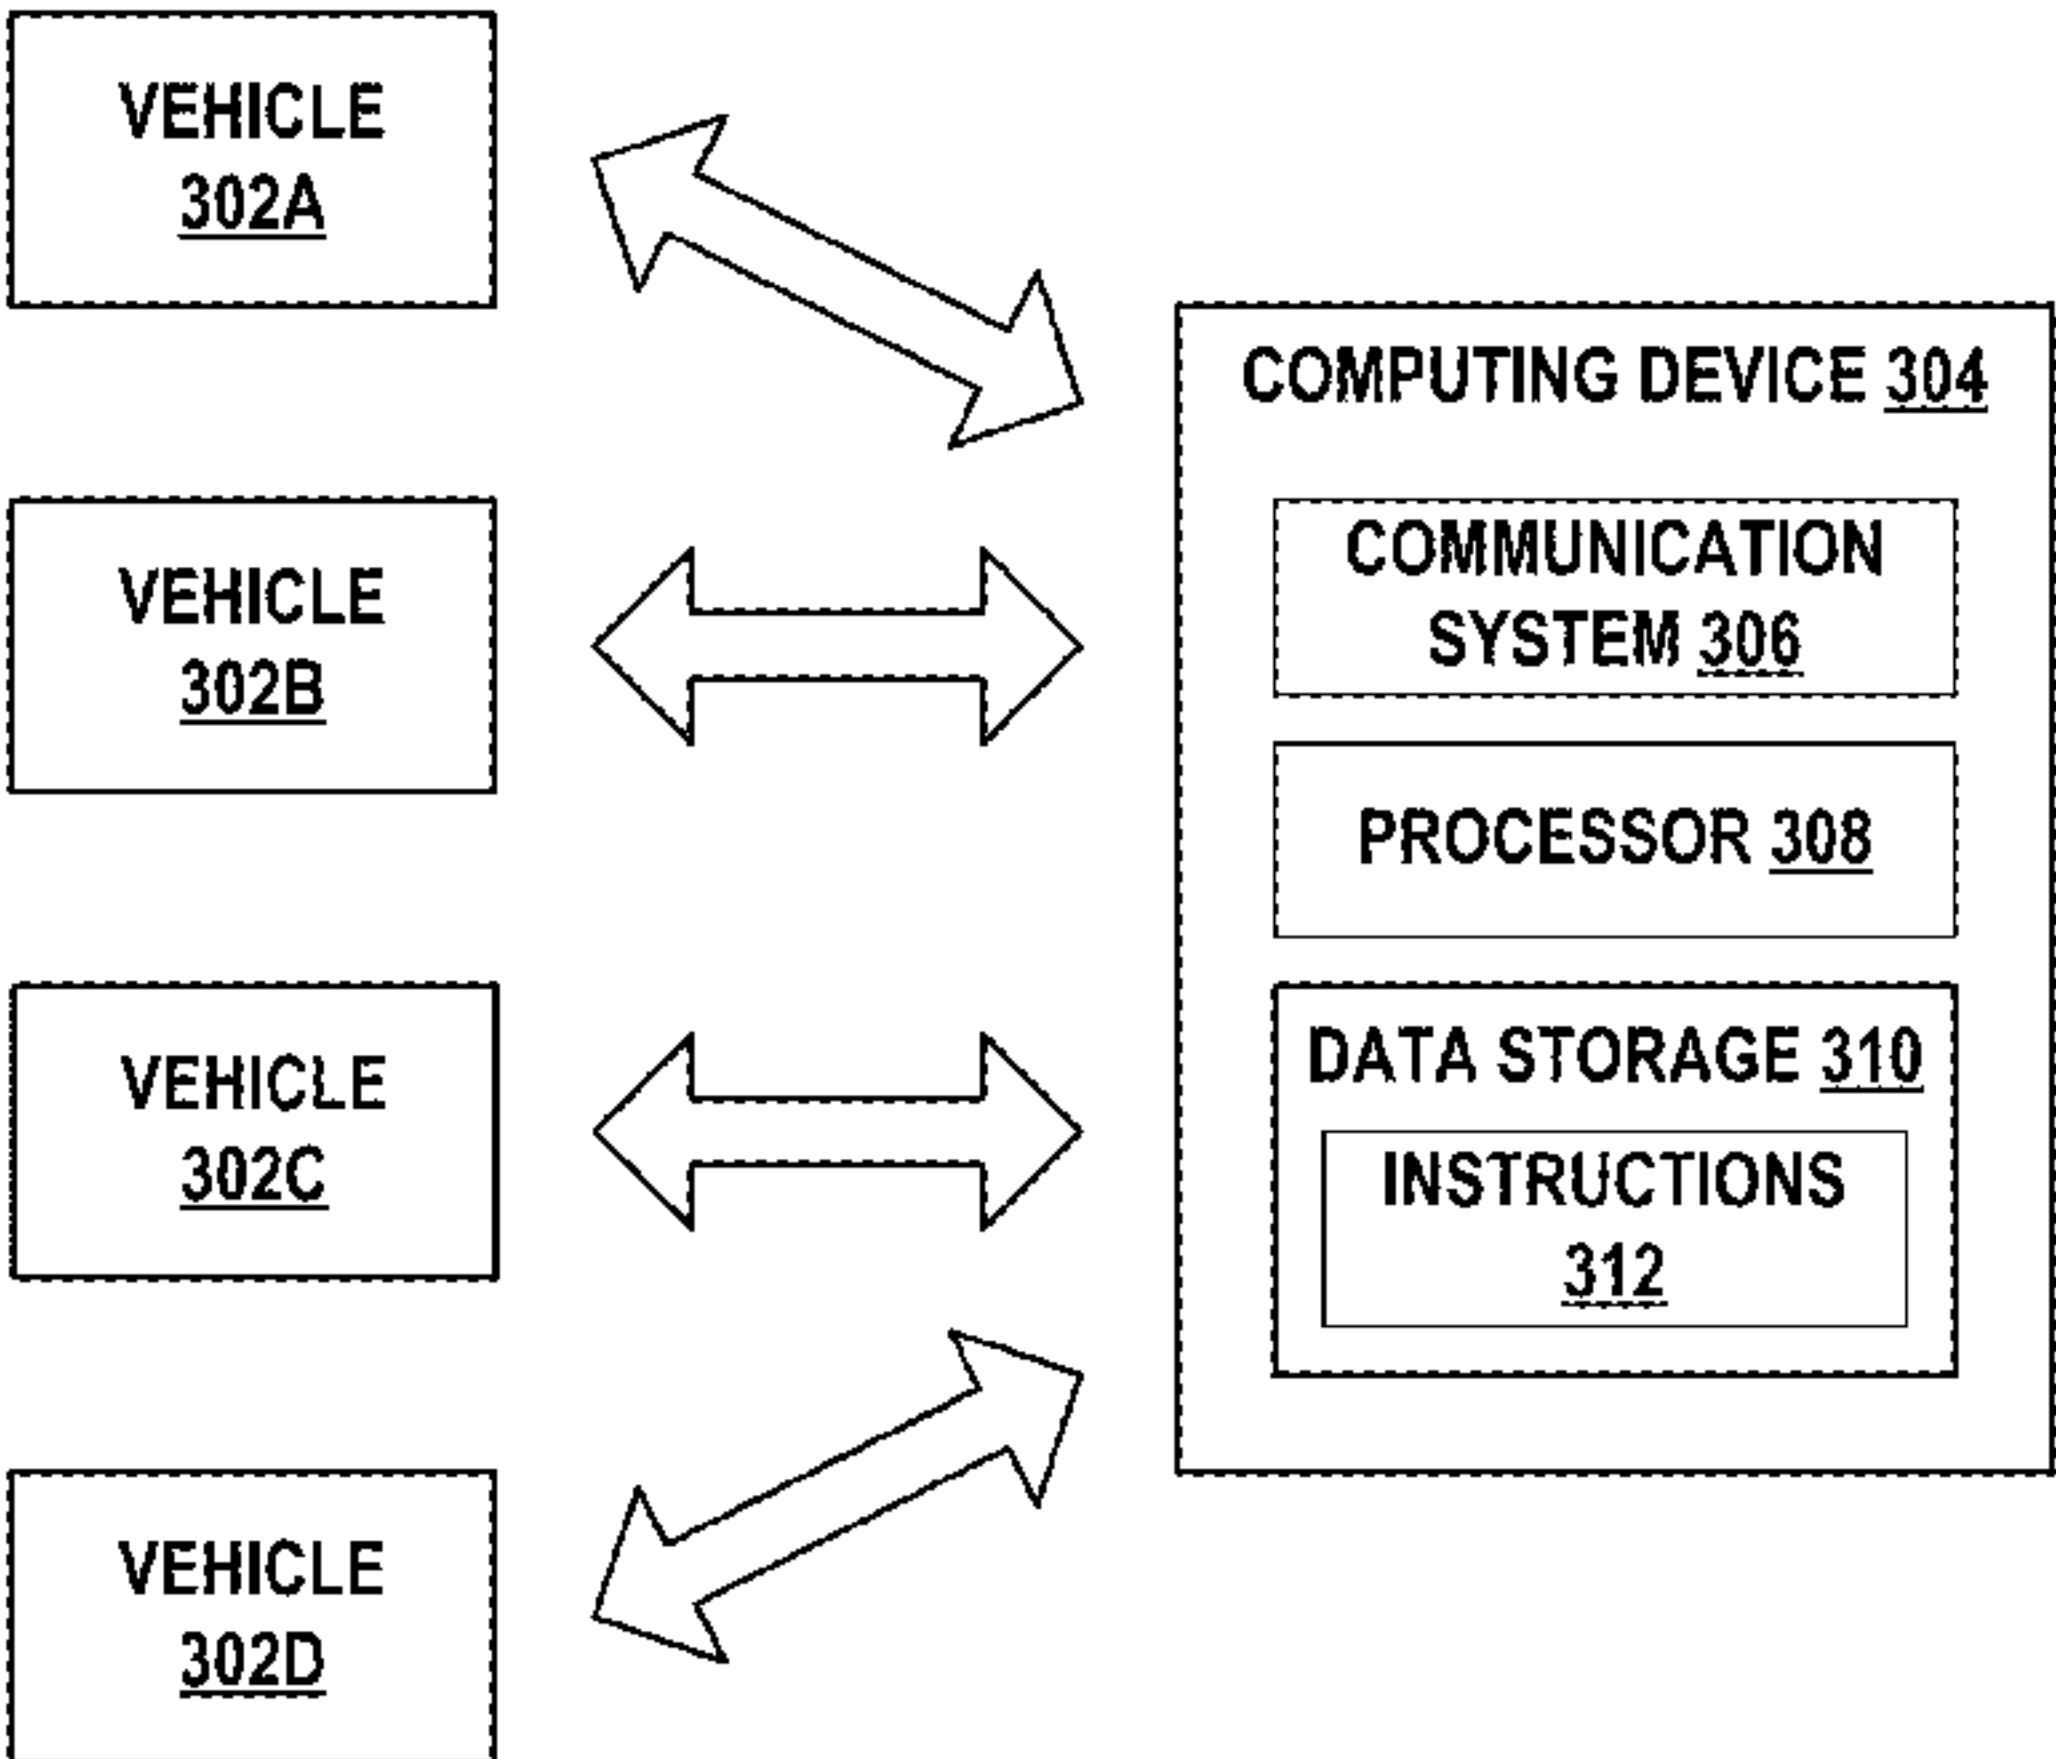 VEHICLE
302A
VEHICLE
302B
VEHICLE
302C
VEHICLE
302D
COMPUTING DEVICE 304
COMMUNICATION
SYSTEM 306
PROCESSOR 308
DATA STORAGE 310
INSTRUCTIONS
312